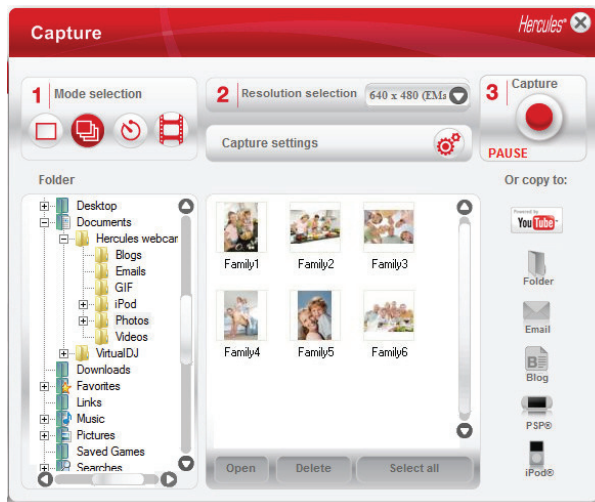 Capture
Hercules®
1 Mode selection
2 Resolution selection 640 x 480 (EMa
Capture settings
3 Capture
PAUSE
Folder
Desktop
Documents
Hercules webcar
Blogs
Emails
GIF
iPod
Photos
Videos
VirtualDJ
Downloads
Favorites
Links
Music
Pictures
Saved Games
Searches
Family1 Family2 Family3
Family4 Family5 Family6
Open Delete Select all
Or copy to:
Powered by
YouTube
Folder
Email
B
Blog
PSP®
iPod®